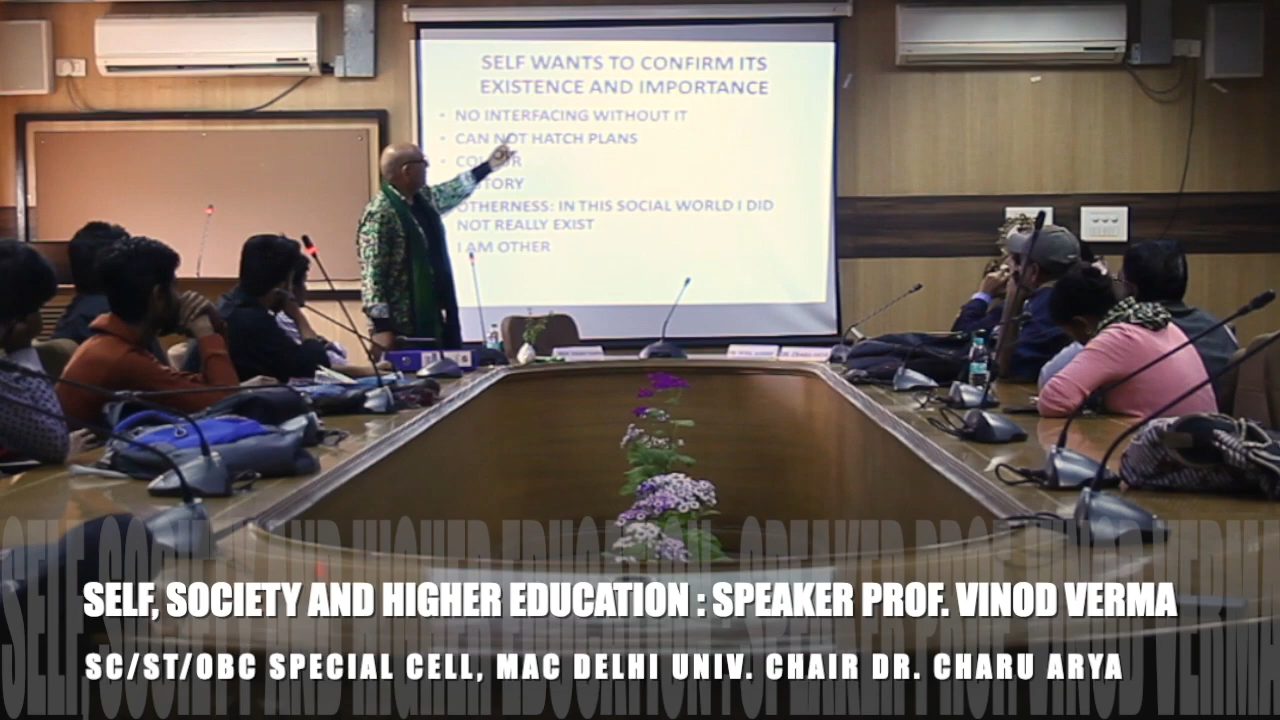 SELF WANTS TO CONFIRM ITS
EXISTENCE AND IMPORTANCE
NO INTERFACING WITHOUT IT
CAN NOT HATCH PLANS
OTHERNESS: IN THIS SOCIAL WORLD I DID
NOT REALLY EXIST
I AM OTHER
SELF, SOCIETY AND HIGHER EDUCATION : SPEAKER PROF. VINOD VERMA
SC/ST/OBC SPECIAL CELL, MAC DELHI UNIV. CHAIR DR. CHARU ARYA